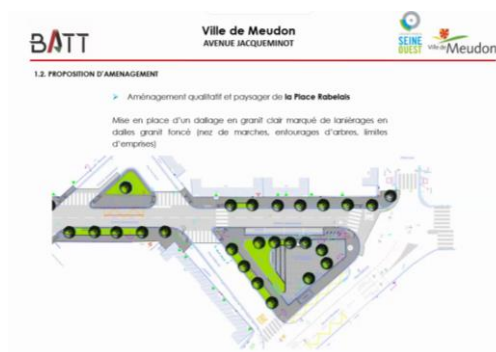 BATT
Ville de Meudon
AVENUE JACQUEMINOT
SEINE
OUEST
Ville de Meudon
1.2. PROPOSITION D'AMENAGEMENT
➢ Aménagement qualitatif et paysager de la Place Rabelais
Mise en place d'un dallage en granit clair marqué de laniérages en
dalles granit foncé (nez de marches, entourages d'arbres, limites
d'emprises)